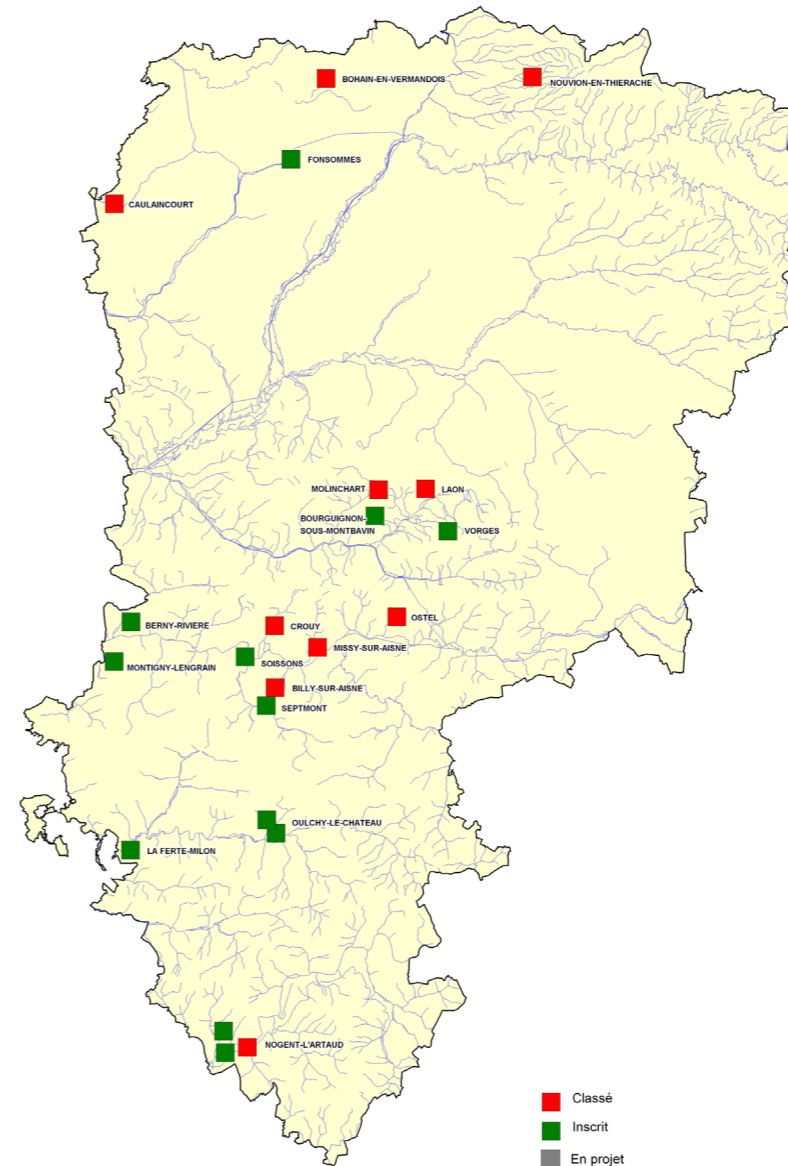 BOHAIN-EN-VERMANDOIS
NOUVION-EN-THIERACHE
FONSOMMES
CAULAINCOURT
MOLINCHART
LAON
BOURGUIGNON-
SOUS-MONTBAVIN
VORGES
OSTEL
BERNY-RIVIERE
CROUY
MISSY-SUR-AISNE
SOISSONS
MONTIGNY-LENGRAIN
BILLY-SUR-AISNE
SEPTMONT
OULCHY-LE-CHATEAU
LA FERTE-MILON
NOGENT-L'ARTAUD
Classé
Inscrit
En projet